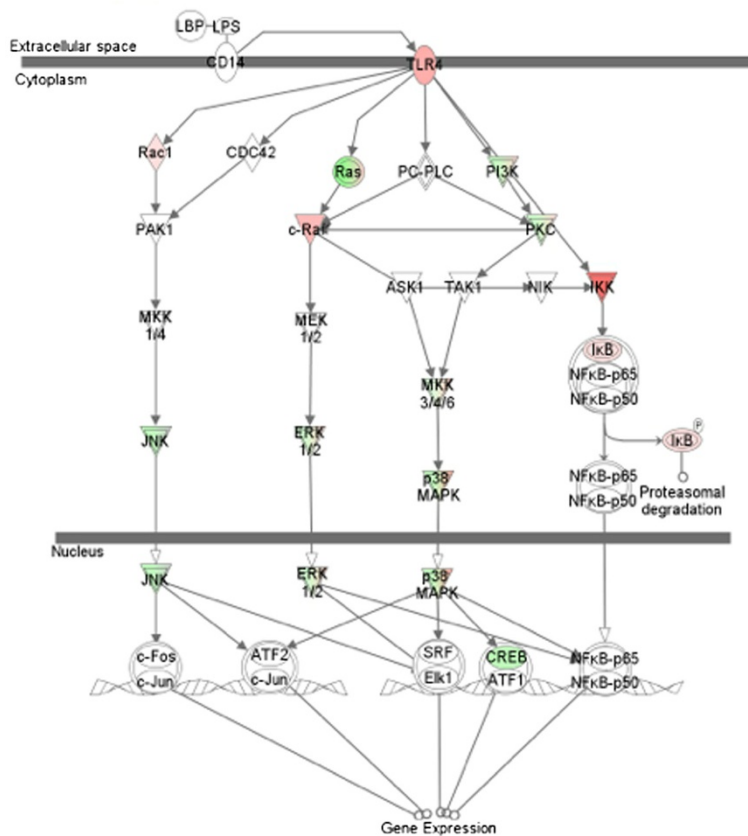 LBP LPS
Extracellular space
CD14
TLR4
Cytoplasm
Rac1 CDC42 Ras PC-PLC PI3K
PAK1 c-Raf PKC
ASK1 TAK1 NIK IKK
MKK
1/4
MEK
1/2
IκB
NFκB-p65
NFκB-p50
MKK
3/4/6
JNK
ERK
1/2
P
IκB
p38
MAPK
NFκB-p65
NFκB-p50
Proteasomal
degradation
Nucleus
JNK
ERK
1/2
p38
MAPK
c-Fos
c-Jun
ATF2
c-Jun
SRF
Elk1
CREB
ATF1
NFκB-p65
NFκB-p50
Gene Expression